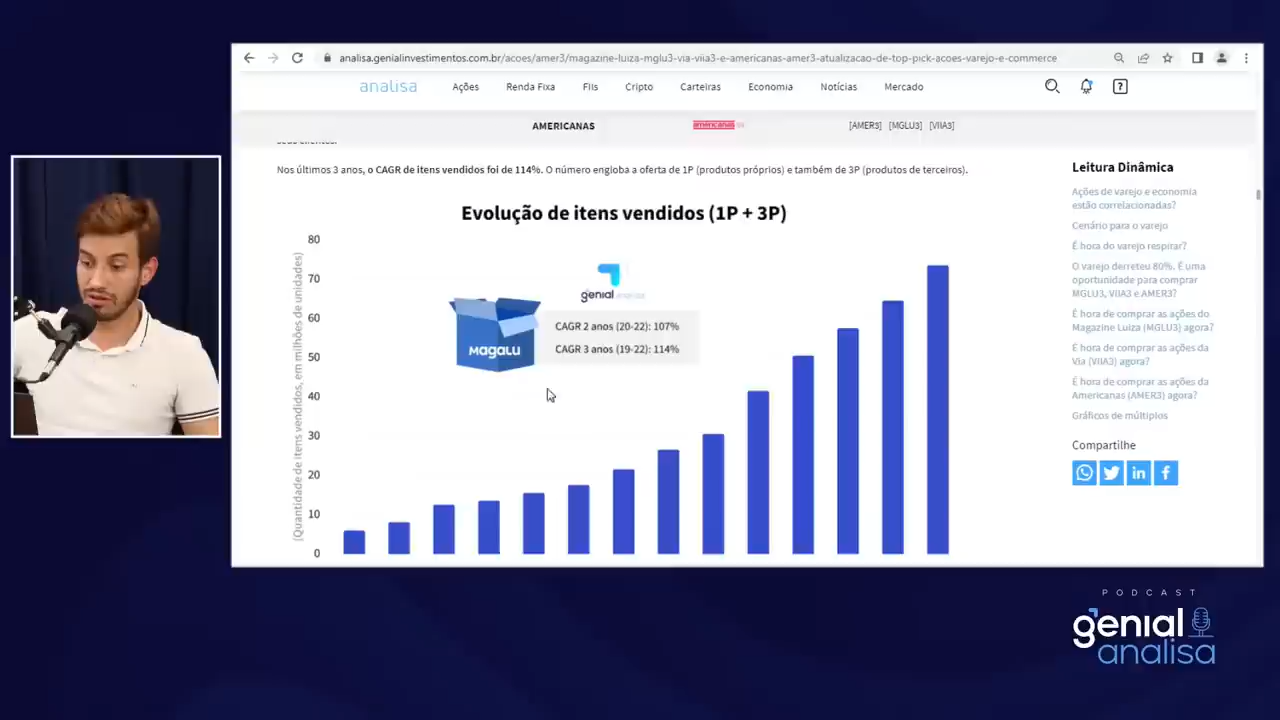 analisa.genialinvestimentos.com.br/acoes/amer3/magazine-luiza-mglu3-via-viia3-e-americanas-amer3-atualizacao-de-top-pick-acoes-varejo-e-commerce
analisa Ações Renda Fixa FIIs Cripto Carteiras Economia Notícias Mercado
AMERICANAS americanas [AMER3] [MGLU3] [VIIA3]
Nos últimos 3 anos, o CAGR de itens vendidos foi de 114%. O número engloba a oferta de 1P (produtos próprios) e também de 3P (produtos de terceiros).
Evolução de itens vendidos (1P + 3P)
(Quantidade de itens vendidos, em milhões de unidades)
80
70
60
50
40
30
20
10
0
genial analisa
MagaLu
CAGR 2 anos (20-22): 107%
CAGR 3 anos (19-22): 114%
Leitura Dinâmica
Ações de varejo e economia
estão correlacionadas?
Cenário para o varejo
É hora do varejo respirar?
O varejo derreteu 80%. É uma
oportunidade para comprar
MGLU3, VIIA3 e AMER3?
É hora de comprar as ações do
Magazine Luiza (MGLU3) agora?
É hora de comprar as ações da
Via (VIIA3) agora?
É hora de comprar as ações da
Americanas (AMER3) agora?
Gráficos de múltiplos
Compartilhe
PODCAST
genial
analisa